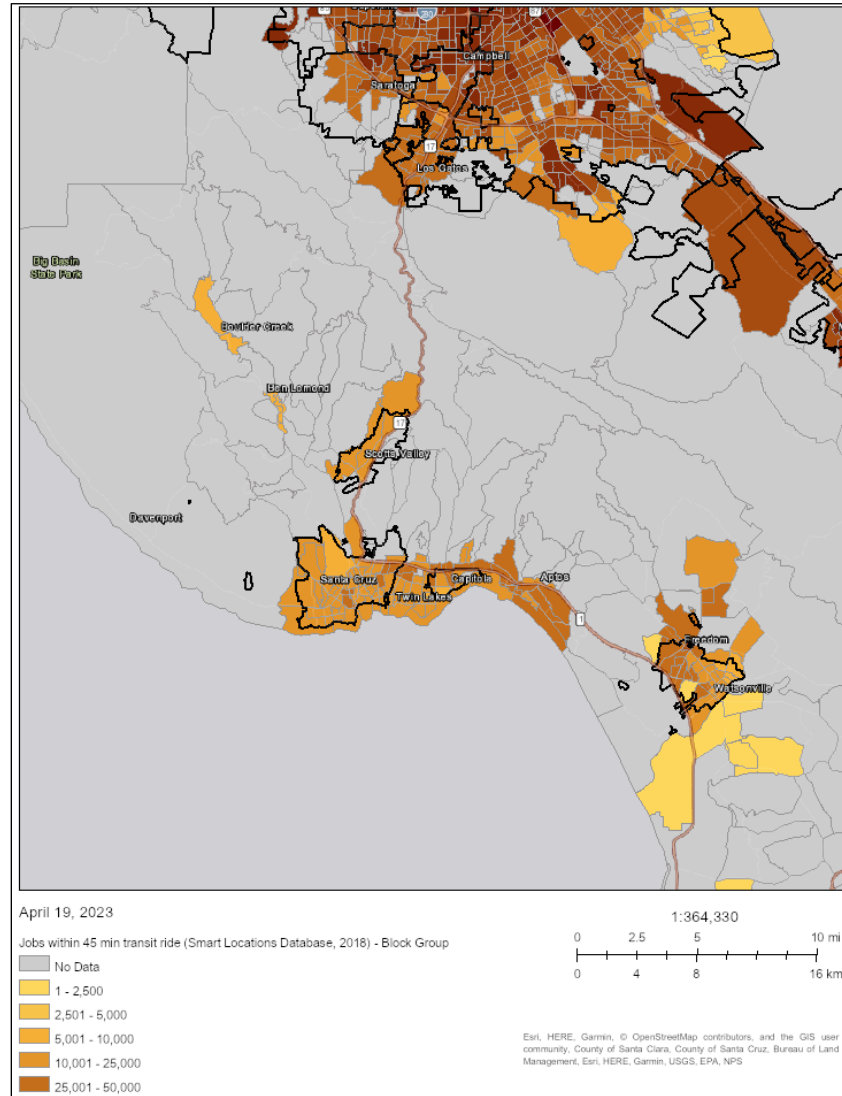 280
87
Campbell
Saratoga
17
Los Gatos
Big Basin
State Park
Boulder Creek
Ben Lomond
17
Scotts Valley
Davenport
Santa Cruz
Capitola
Aptos
Twin Lakes
1
Freedom
Watsonville
April 19, 2023
1:364,330
Jobs within 45 min transit ride (Smart Locations Database, 2018) - Block Group
0 2.5 5 10 mi
0 4 8 16 km
No Data
1 - 2,500
2,501 - 5,000
5,001 - 10,000
10,001 - 25,000
25,001 - 50,000
Esri, HERE, Garmin, © OpenStreetMap contributors, and the GIS user
community, County of Santa Clara, County of Santa Cruz, Bureau of Land
Management, Esri, HERE, Garmin, USGS, EPA, NPS